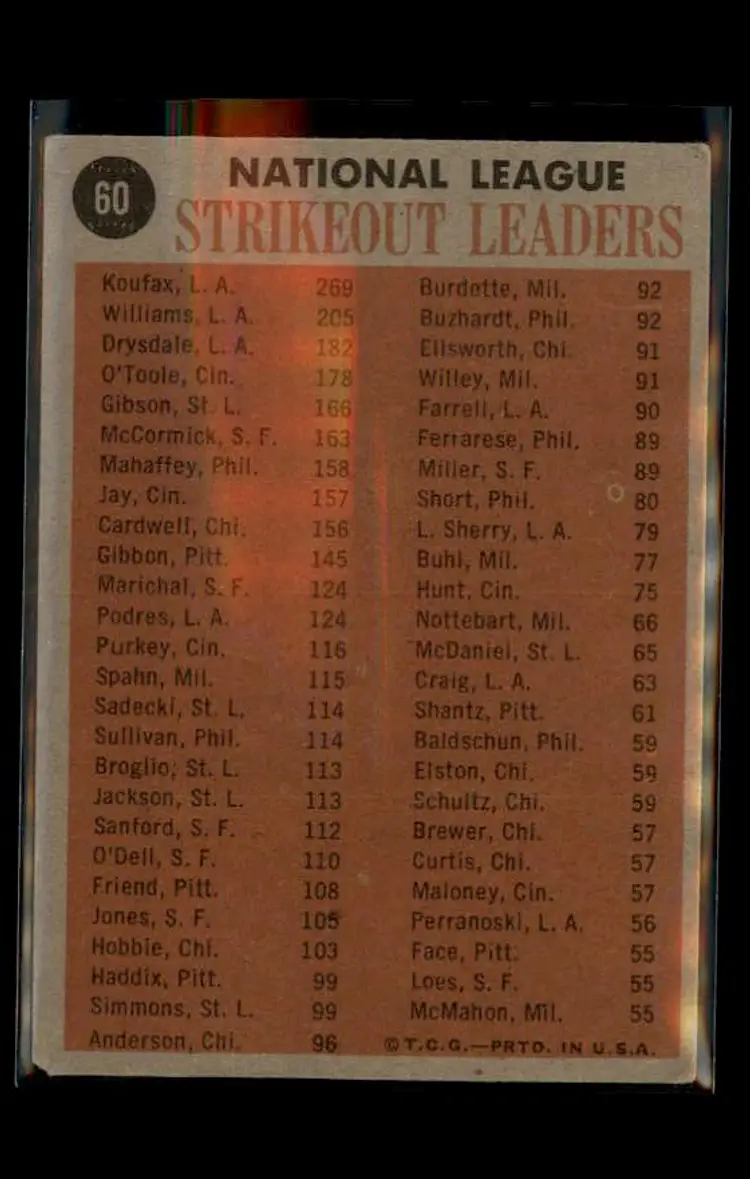 60
NATIONAL LEAGUE
STRIKEOUT LEADERS
Koufax, L. A. 269
Williams, L. A. 205
Drysdale, L. A. 182
O'Toole, Cin. 178
Gibson, St. L. 166
McCormick, S. F. 163
Mahaffey, Phil. 158
Jay, Cin. 157
Cardwell, Chi. 156
Gibbon, Pitt. 145
Marichal, S. F. 124
Podres, L. A. 124
Purkey, Cin. 116
Spahn, Mil. 115
Sadecki, St. L. 114
Sullivan, Phil. 114
Broglio, St. L. 113
Jackson, St. L. 113
Sanford, S. F. 112
O'Dell, S. F. 110
Friend, Pitt. 108
Jones, S. F. 105
Hobbie, Chi. 103
Haddix, Pitt. 99
Simmons, St. L. 99
Anderson, Chi. 96
Burdette, Mil. 92
Buzhardt, Phil. 92
Ellsworth, Chi. 91
Willey, Mil. 91
Farrell, L. A. 90
Ferrarese, Phil. 89
Miller, S. F. 89
Short, Phil. 80
L. Sherry, L. A. 79
Buhl, Mil. 77
Hunt, Cin. 75
Nottebart, Mil. 66
McDaniel, St. L. 65
Craig, L. A. 63
Shantz, Pitt. 61
Baldschun, Phil. 59
Elston, Chi. 59
Schultz, Chi. 59
Brewer, Chi. 57
Curtis, Chi. 57
Maloney, Cin. 57
Perranoski, L. A. 56
Face, Pitt. 55
Loes, S. F. 55
McMahon, Mil. 55
© T.C.G.—PRTD. IN U.S.A.